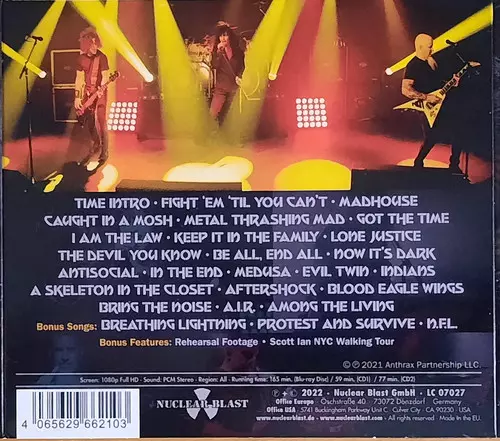 TIME INTRO • FIGHT 'EM 'TIL YOU CAN'T • MADHOUSE
CAUGHT IN A MOSH • METAL THRASHING MAD • GOT THE TIME
I AM THE LAW • KEEP IT IN THE FAMILY • LONE JUSTICE
THE DEVIL YOU KNOW • BE ALL, END ALL • NOW IT'S DARK
ANTISOCIAL • IN THE END • MEDUSA • EVIL TWIN • INDIANS
A SKELETON IN THE CLOSET • AFTERSHOCK • BLOOD EAGLE WINGS
BRING THE NOISE • A.I.R. • AMONG THE LIVING
Bonus Songs: BREATHING LIGHTNING • PROTEST AND SURVIVE • N.F.L.
Bonus Features: Rehearsal Footage • Scott Ian NYC Walking Tour
℗ © 2021 Anthrax Partnership LLC.
Screen: 1080p Full HD - Sound: PCM Stereo - Region: All - Running time: 165 min. (Blu-ray Disc) / 59 min. (CD1) / 77 min. (CD2)
4 065629 662103
NUCLEAR BLAST
2022 - Nuclear Blast GmbH - LC 07027
Office Europe - Oeschstraße 40 73072 Donzdorf Germany
Office USA - 5741 Buckingham Parkway Unit C Culver City CA 90230 USA
www.nuclearblast.de www.nuclearblast.com All rights reserved Made in the EU